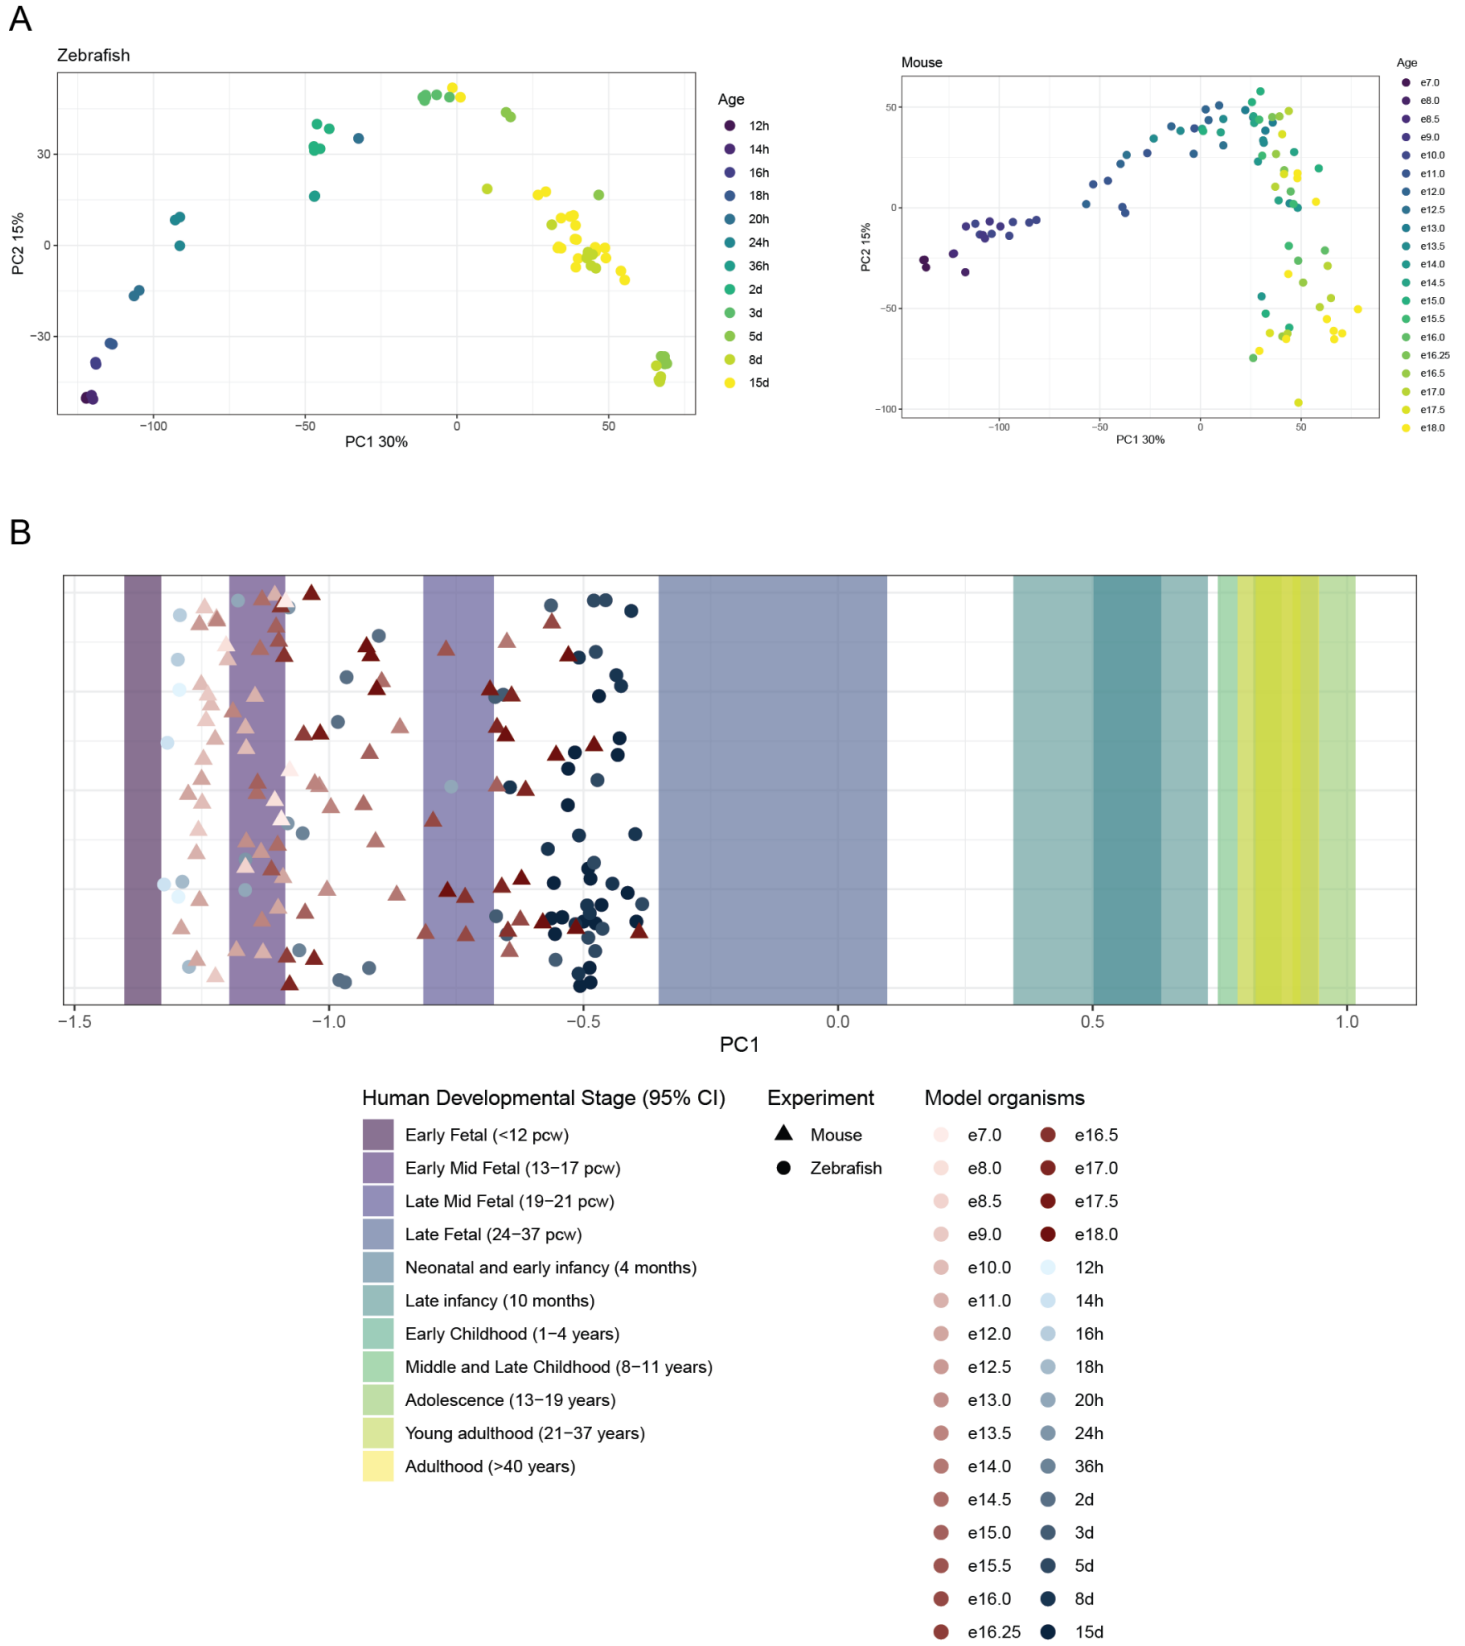 A
Zebrafish
30
0
−30
PC2 15%
−100
−50
0
50
PC1 30%
Age
12h
14h
16h
18h
20h
24h
36h
2d
3d
5d
8d
15d
Mouse
50
0
−50
−100
PC2 15%
−100
−50
0
50
PC1 30%
Age
e7.0
e8.0
e8.5
e9.0
e10.0
e11.0
e12.0
e12.5
e13.0
e13.5
e14.0
e14.5
e15.0
e15.5
e16.0
e16.25
e16.5
e17.0
e17.5
e18.0
B
−1.5
−1.0
−0.5
0.0
0.5
1.0
PC1
Human Developmental Stage (95% CI)
Early Fetal (<12 pcw)
Early Mid Fetal (13−17 pcw)
Late Mid Fetal (19−21 pcw)
Late Fetal (24−37 pcw)
Neonatal and early infancy (4 months)
Late infancy (10 months)
Early Childhood (1−4 years)
Middle and Late Childhood (8−11 years)
Adolescence (13−19 years)
Young adulthood (21−37 years)
Adulthood (>40 years)
Experiment
Mouse
Zebrafish
Model organisms
e7.0
e8.0
e8.5
e9.0
e10.0
e11.0
e12.0
e12.5
e13.0
e13.5
e14.0
e14.5
e15.0
e15.5
e16.0
e16.25
e16.5
e17.0
e17.5
e18.0
12h
14h
16h
18h
20h
24h
36h
2d
3d
5d
8d
15d